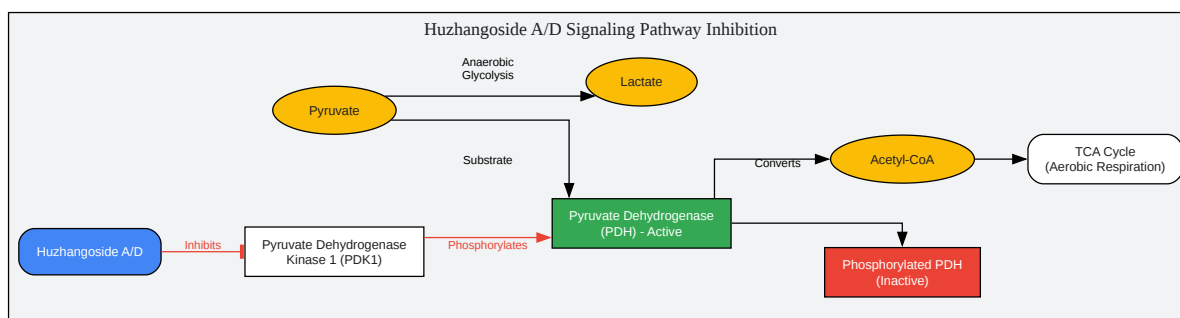 Huzhangoside A/D Signaling Pathway Inhibition
Anaerobic
Glycolysis
Lactate
Pyruvate
Substrate
Converts
Acetyl-CoA
TCA Cycle
(Aerobic Respiration)
Pyruvate Dehydrogenase
(PDH) - Active
Huzhangoside A/D
Inhibits
Pyruvate Dehydrogenase
Kinase 1 (PDK1)
Phosphorylates
Phosphorylated PDH
(Inactive)